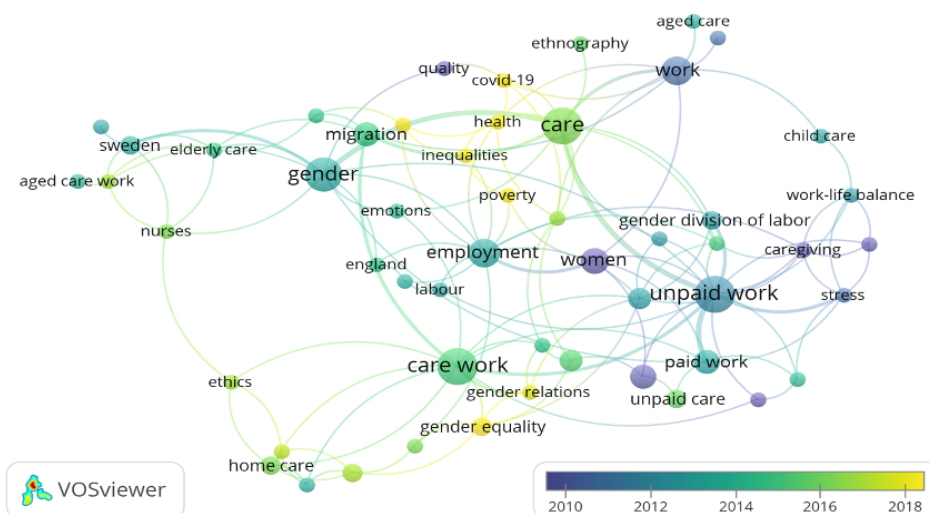 aged care
ethnography
work
quality
covid-19
health
care
migration
child care
sweden
elderly care
inequalities
gender
aged care work
poverty
work-life balance
emotions
gender division of labor
nurses
employment
women
caregiving
england
labour
unpaid work
stress
care work
paid work
ethics
gender relations
unpaid care
gender equality
home care
VOSviewer
2010 2012 2014 2016 2018